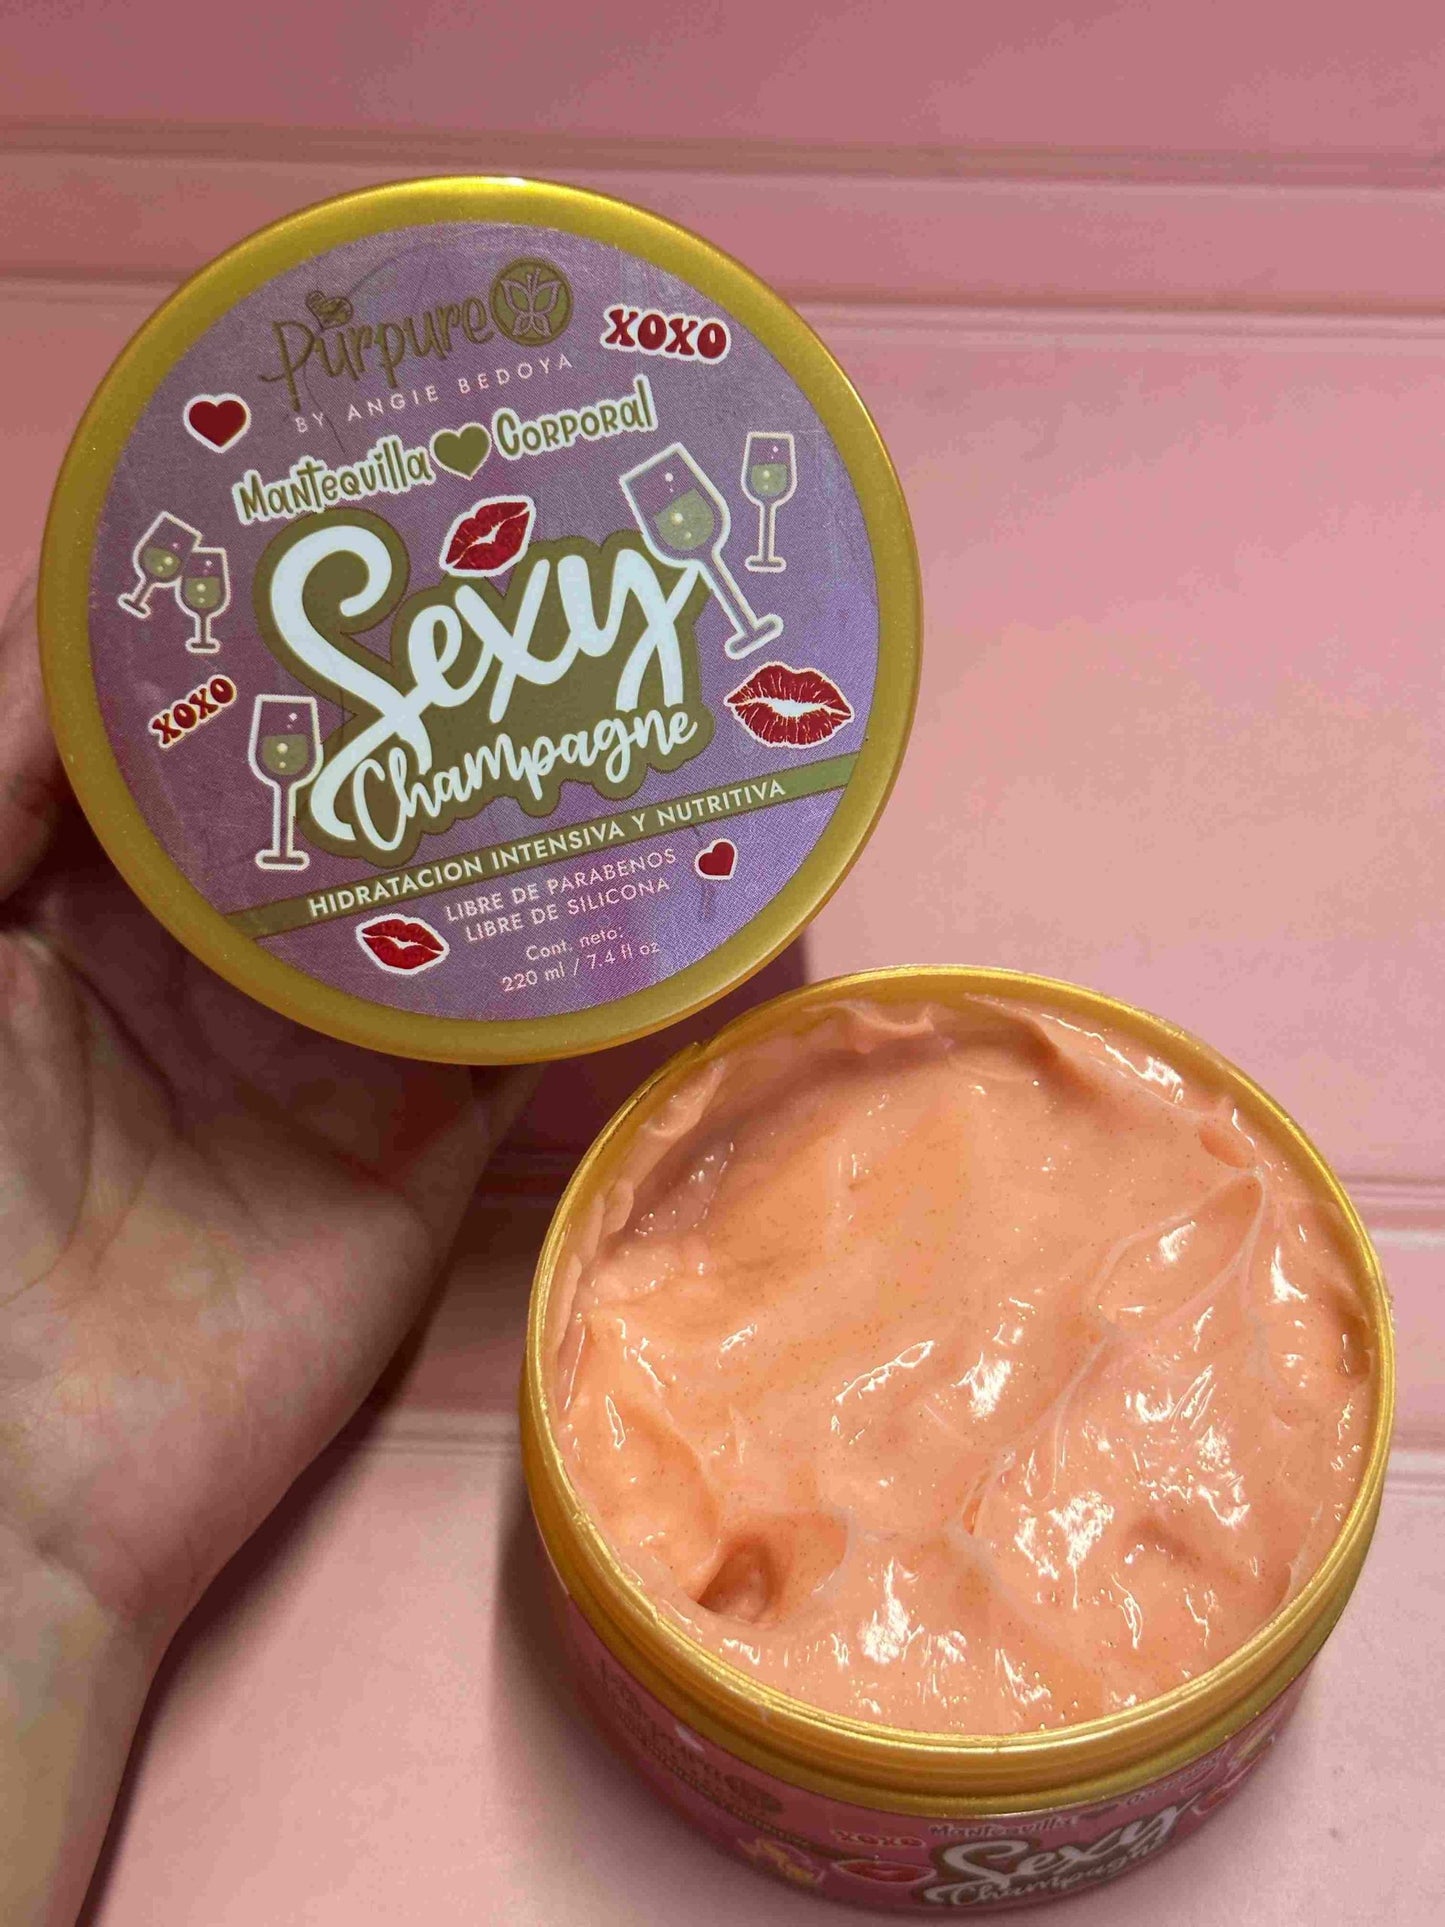 Purpure
BY ANGIE BEDOYA
XOXO
Mantequilla Corporal
Sexy
Champagne
XOXO
HIDRATACION INTENSIVA Y NUTRITIVA
LIBRE DE PARABENOS
LIBRE DE SILICONA
Cont. neto:
220 ml / 7.4 fl oz
XOXO
Mantequilla Corporal
Sexy
Champagne